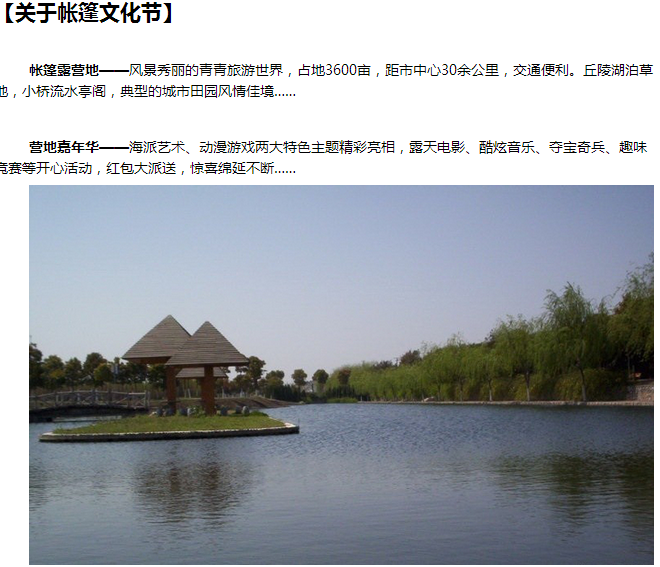 【关于帐篷文化节】
帐篷露营地——风景秀丽的青青旅游世界，占地3600亩，距市中心30余公里，交通便利。丘陵湖泊草
地，小桥流水亭阁，典型的城市田园风情佳境……
营地嘉年华——海派艺术、动漫游戏两大特色主题精彩亮相，露天电影、酷炫音乐、夺宝奇兵、趣味
竞赛等开心活动，红包大派送，惊喜绵延不断……